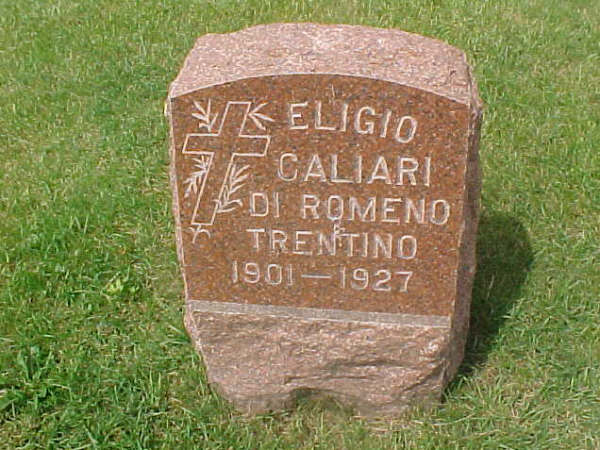 ELIGIO
CALIARI
DI ROMENO
TRENTINO
1901—1927